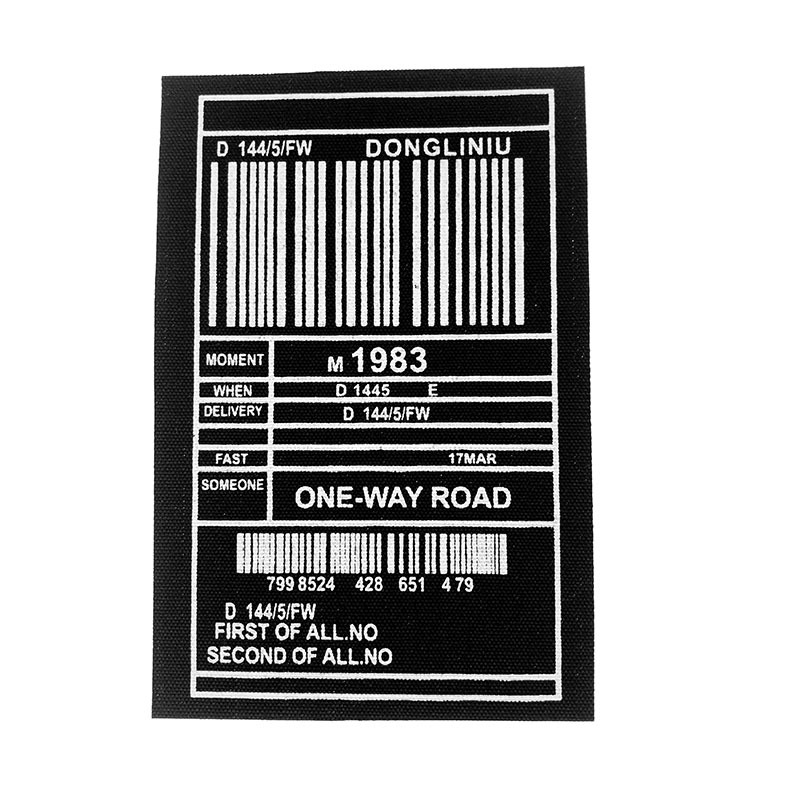 D 144/5/FW DONGLINIU
MOMENT M 1983
WHEN D 1445 E
DELIVERY D 144/5/FW
FAST 17MAR
SOMEONE ONE-WAY ROAD
799 8524 428 651 4 79
D 144/5/FW
FIRST OF ALL.NO
SECOND OF ALL.NO